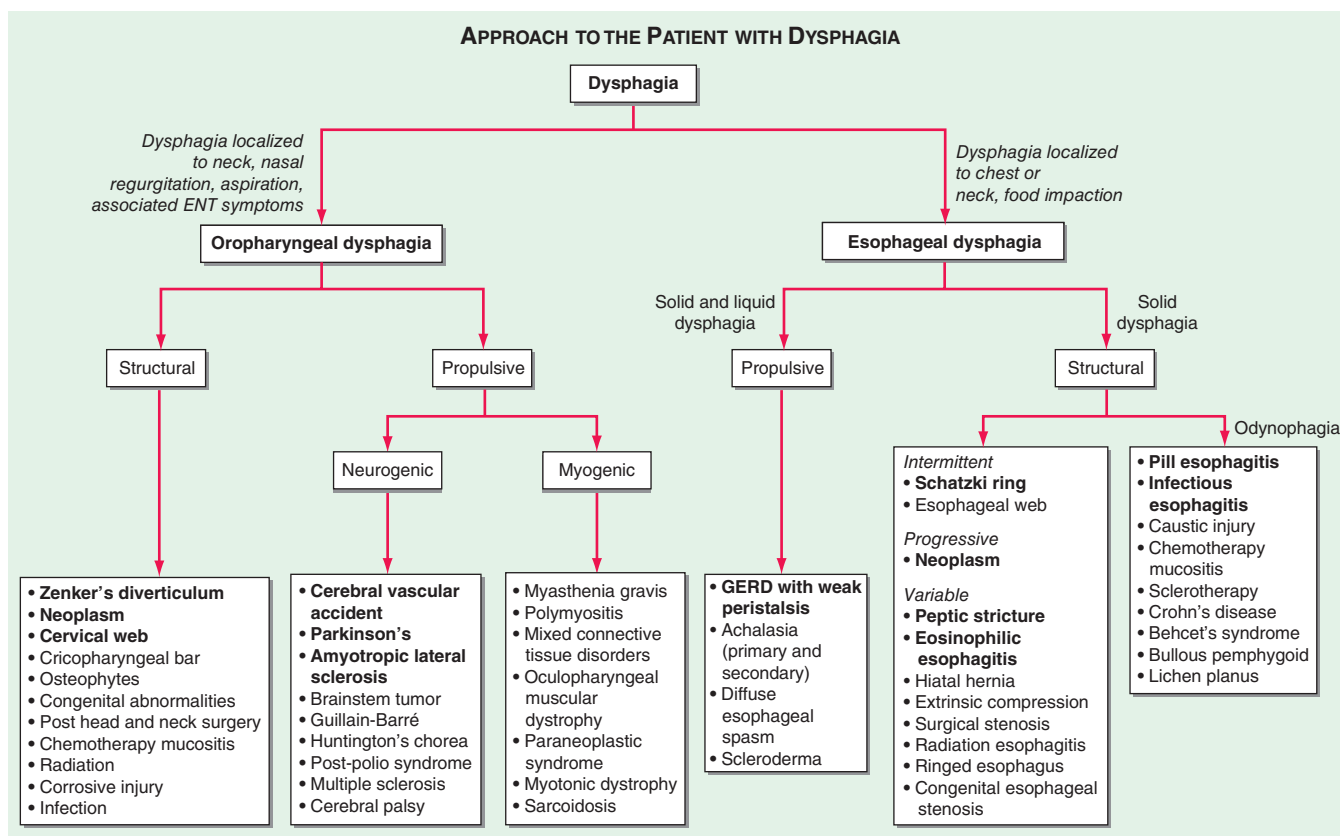 APPROACH TO THE PATIENT WITH DYSPHAGIA
Dysphagia
Dysphagia localized
to neck, nasal
regurgitation, aspiration,
associated ENT symptoms
Dysphagia localized
to chest or
neck, food impaction
Oropharyngeal dysphagia
Esophageal dysphagia
Solid and liquid
dysphagia
Solid
dysphagia
Structural
Propulsive
Propulsive
Structural
Neurogenic
Myogenic
Odynophagia
• Zenker's diverticulum
• Neoplasm
• Cervical web
• Cricopharyngeal bar
• Osteophytes
• Congenital abnormalities
• Post head and neck surgery
• Chemotherapy mucositis
• Radiation
• Corrosive injury
• Infection
• Cerebral vascular
accident
• Parkinson's
• Amyotropic lateral
sclerosis
• Brainstem tumor
• Guillain-Barré
• Huntington's chorea
• Post-polio syndrome
• Multiple sclerosis
• Cerebral palsy
• Myasthenia gravis
• Polymyositis
• Mixed connective
tissue disorders
• Oculopharyngeal
muscular
dystrophy
• Paraneoplastic
syndrome
• Myotonic dystrophy
• Sarcoidosis
• GERD with weak
peristalsis
• Achalasia
(primary and
secondary)
• Diffuse
esophageal
spasm
• Scleroderma
Intermittent
• Schatzki ring
• Esophageal web
Progressive
• Neoplasm
Variable
• Peptic stricture
• Eosinophilic
esophagitis
• Hiatal hernia
• Extrinsic compression
• Surgical stenosis
• Radiation esophagitis
• Ringed esophagus
• Congenital esophageal
stenosis
• Pill esophagitis
• Infectious
esophagitis
• Caustic injury
• Chemotherapy
mucositis
• Sclerotherapy
• Crohn's disease
• Behcet's syndrome
• Bullous pemphygoid
• Lichen planus